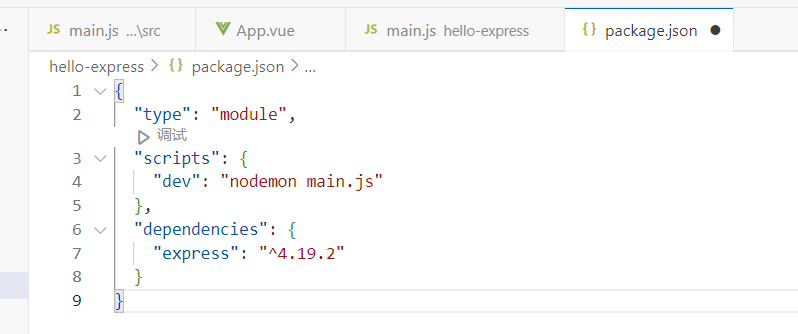 JS main.js ...\src App.vue JS main.js hello-express {} package.json
hello-express > {} package.json > ...
1 {
2 "type": "module",
调试
3 "scripts": {
4 "dev": "nodemon main.js"
5 },
6 "dependencies": {
7 "express": "^4.19.2"
8 }
9 }